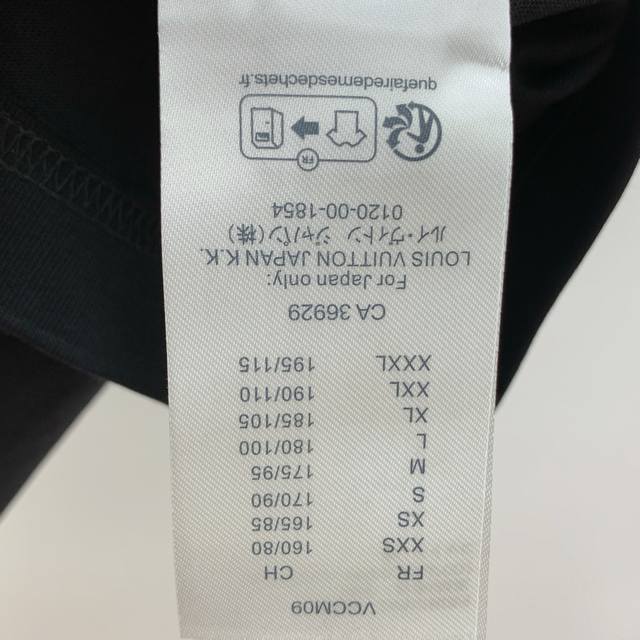 VCCM09
FR CH
XXS 160/80
XS 165/85
S 170/90
M 175/95
L 180/100
XL 185/105
XXL 190/110
XXXL 195/115
CA 36929
For Japan only:
LOUIS VUITTON JAPAN K.K.
ルイ・ヴィトン ジャパン(株)
0120-00-1854
FR
quefairedemesdechets.fr